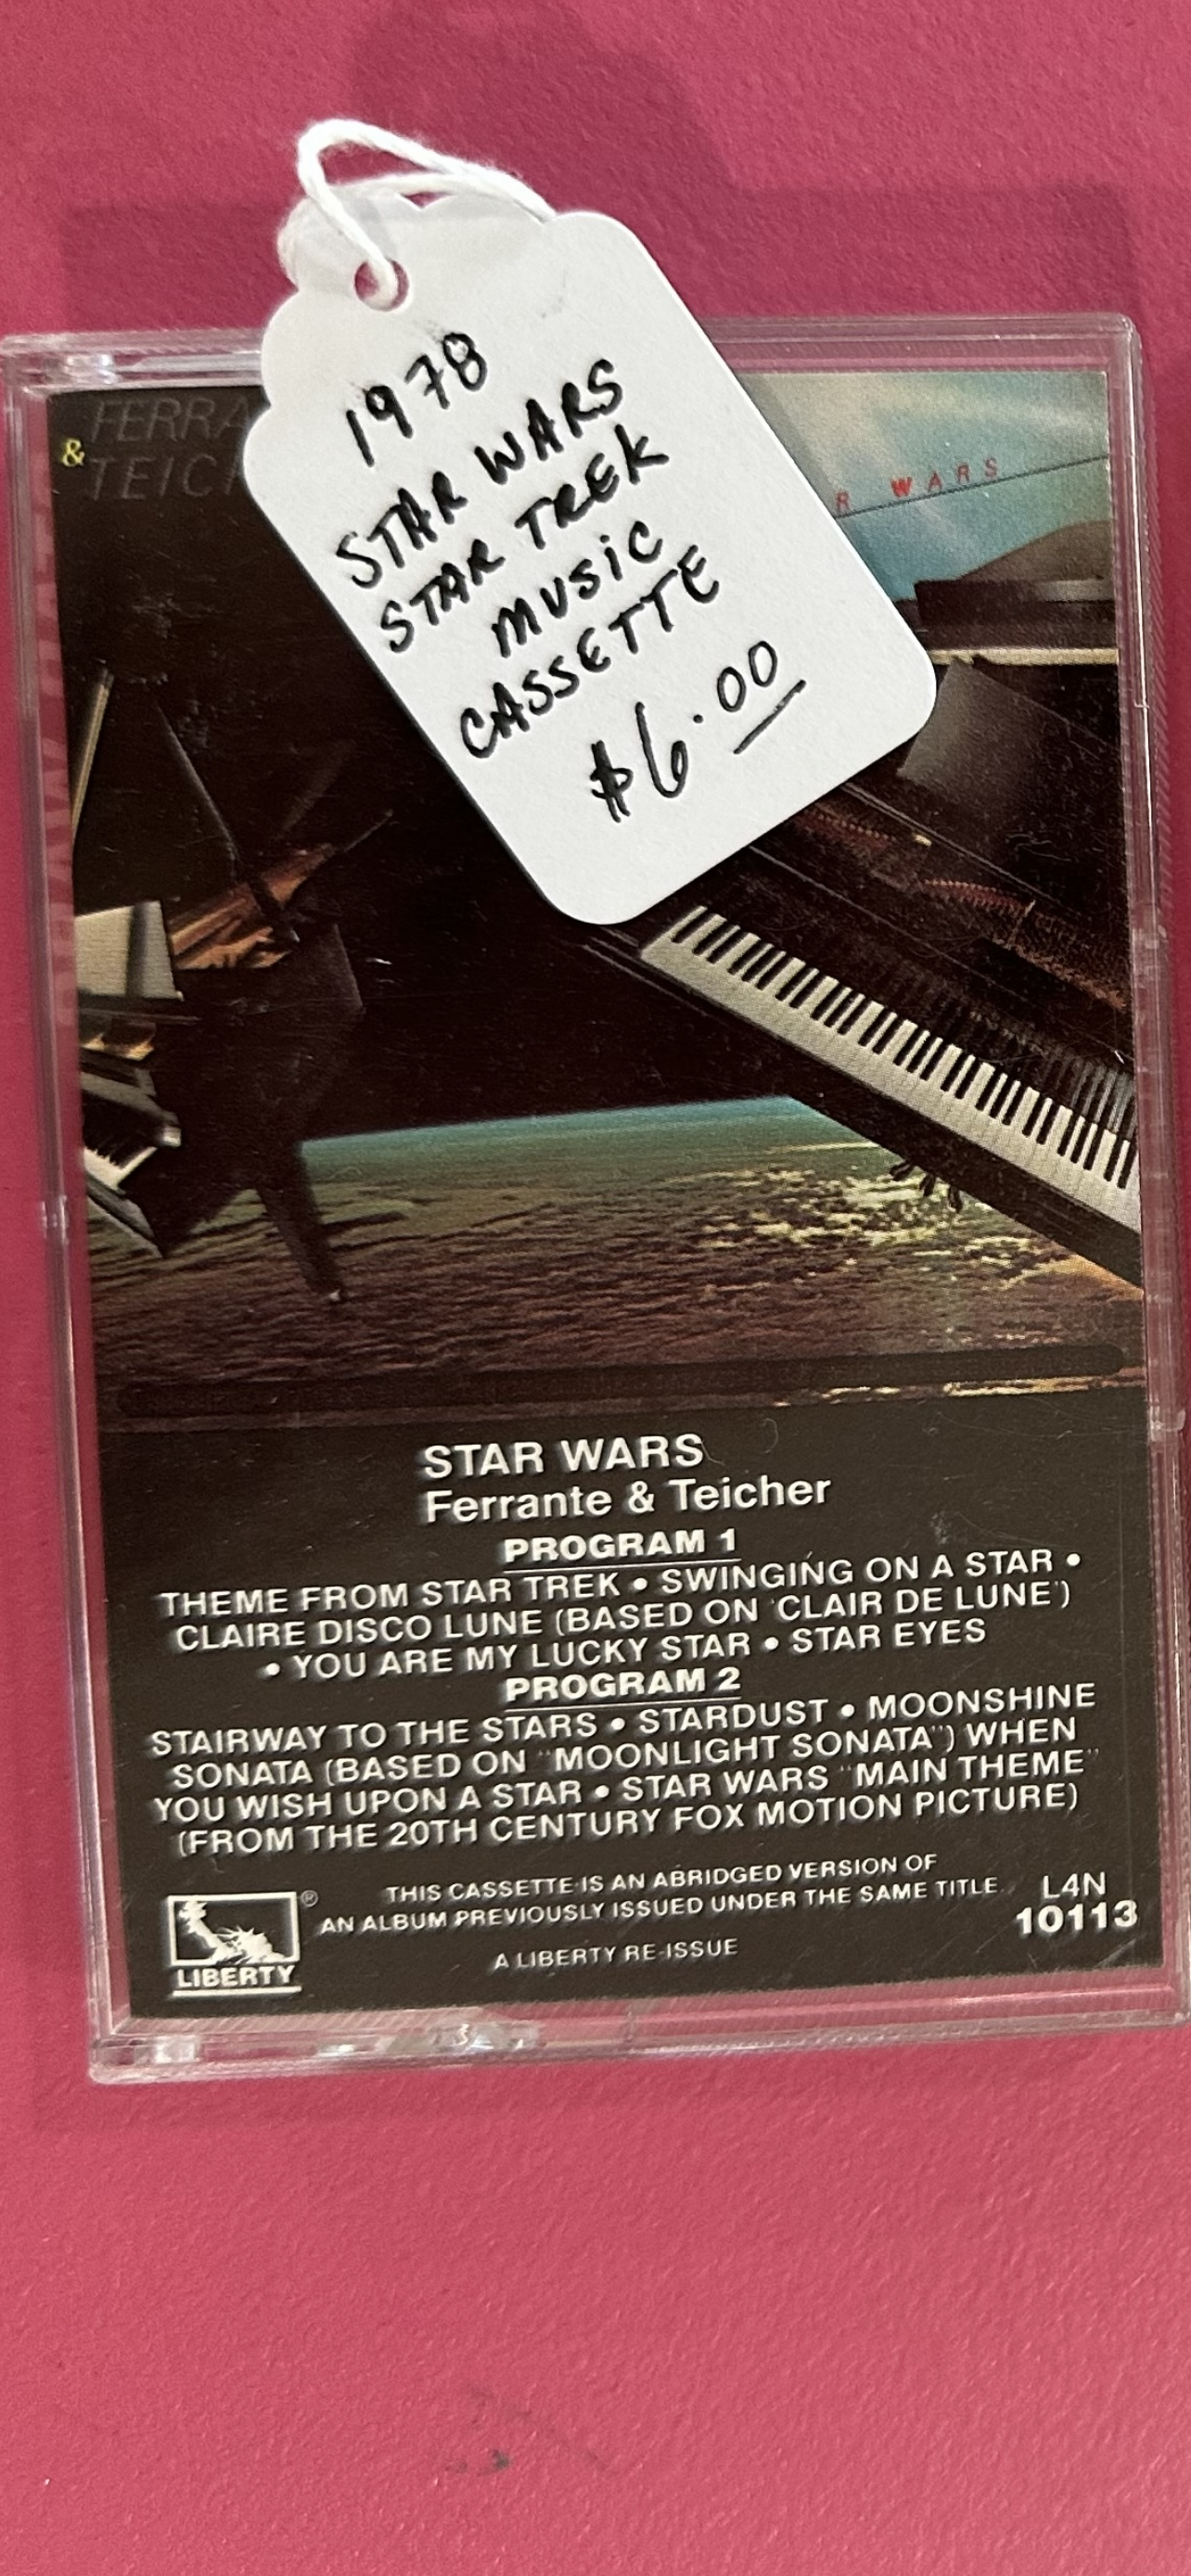 1978
STAR WARS
STAR TREK
MUSIC
CASSETTE
$6.00
&
WARS
STAR WARS
Ferrante & Teicher
PROGRAM 1
THEME FROM STAR TREK • SWINGING ON A STAR •
CLAIRE DISCO LUNE (BASED ON 'CLAIR DE LUNE')
• YOU ARE MY LUCKY STAR • STAR EYES
PROGRAM 2
STAIRWAY TO THE STARS • STARDUST • MOONSHINE
SONATA (BASED ON "MOONLIGHT SONATA") WHEN
YOU WISH UPON A STAR • STAR WARS "MAIN THEME"
(FROM THE 20TH CENTURY FOX MOTION PICTURE)
THIS CASSETTE IS AN ABRIDGED VERSION OF
AN ALBUM PREVIOUSLY ISSUED UNDER THE SAME TITLE.
A LIBERTY RE-ISSUE
L4N
10113
LIBERTY ®